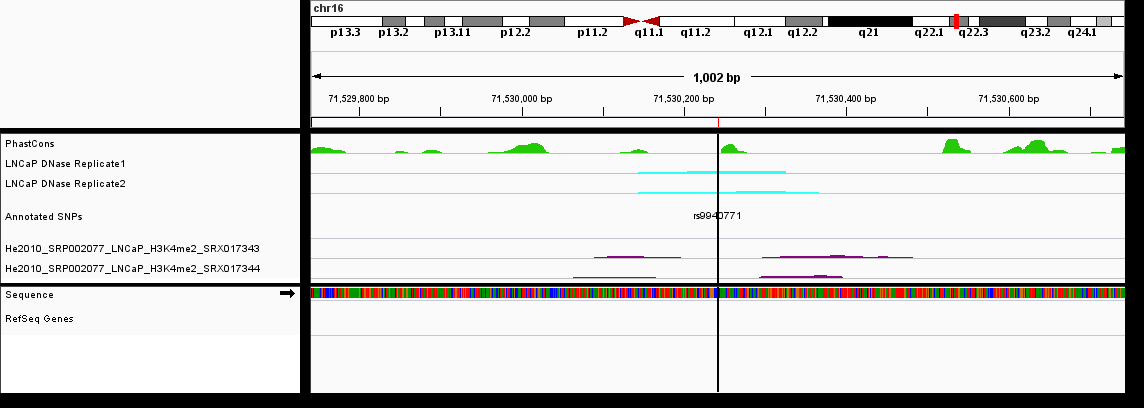 chr16
p13.3 p13.2 p13.11 p12.2 p11.2 q11.1 q11.2 q12.1 q12.2 q21 q22.1 q22.3 q23.2 q24.1
1,002 bp
71,529,800 bp 71,530,000 bp 71,530,200 bp 71,530,400 bp 71,530,600 bp
PhastCons
LNCaP DNase Replicate1
LNCaP DNase Replicate2
Annotated SNPs rs9940771
He2010_SRP002077_LNCaP_H3K4me2_SRX017343
He2010_SRP002077_LNCaP_H3K4me2_SRX017344
Sequence
RefSeq Genes